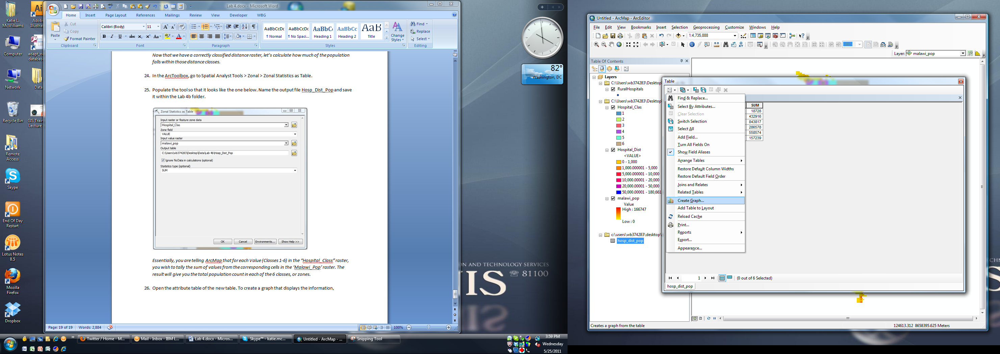 Katie L. McWilliams
Adobe Illustra
Computer
adapt_o database
Network
Data
Recycle Bin
GIS Train Lecture
Remote Access
Skype
End Of Day Restart
Lotus Notes 8.5
Mozilla Firefox
Dropbox
Lab 4.docx - Microsoft Word
Home Insert Page Layout References Mailings Review View Developer WBG
Paste
Cut
Copy
Format Painter
Clipboard
Calibri (Body) 11
Font
Paragraph
AaBbCcDc AaBbCcDc AaBbC AaBbCc AaB
¶ Normal ¶ No Spaci... Heading 1 Heading 2 Title
Change Styles
Styles
Find
Replace
Select
Editing
Now that we have a correctly classified distance raster, let's calculate how much of the population
falls within those distance classes.
24. In the ArcToolbox, go to Spatial Analyst Tools > Zonal > Zonal Statistics as Table.
25. Populate the tool so that it looks like the one below. Name the output file Hosp_Dist_Pop and save
it within the Lab 4b folder.
Zonal Statistics as Table
Input raster or feature zone data
Hospital_Clas
Zone field
VALUE
Input value raster
malawi_pop
Output table
C:\Users\wb374283\Desktop\Data\Lab 4b\Hosp_Dist_Pop
Ignore NoData in calculations (optional)
Statistics type (optional)
SUM
OK Cancel Environments... Show Help >>
Essentially, you are telling ArcMap that for each Value (Classes 1-6) in the "Hospital_Class" raster,
you wish to tally the sum of values from the corresponding cells in the 'Malawi_Pop' raster. The
result will give you the total population count in each of the 6 classes, or zones.
26. Open the attribute table of the new table. To create a graph that displays the information,
Page: 19 of 19 Words: 2,884 100%
82°
Washington, DC
ON AND TECHNOLOGY SERVICES
IS ☎ 81100
Twitter / Home - M... Mail - Inbox - IBM L... Lab 4.docx - Micros... Skype™ - katie.mc... Untitled - ArcMap - ... Snipping Tool
3:59 PM
Wednesday
5/25/2011
Untitled - ArcMap - ArcEditor
File Edit View Bookmarks Insert Selection Geoprocessing Customize Windows Help
1:4,735,888
Layer: malawi_pop
Table Of Contents
Layers
C:\Users\wb374283\Desktop\
RuralHospitals
C:\Users\wb374283\Desktop\
Hospital_Clas
1
2
3
4
5
6
Hospital_Dist
<VALUE>
0 - 1,000
1,000.000001 - 5,000
5,000.00001 - 10,000
10,000.00001 - 20,000
20,000.00001 - 50,000
50,000.00001 - 180,661
malawi_pop
Value
High : 166747
Low : 0
c:\users\wb374283\desktop\
hosp_dist_pop
Table
Find & Replace...
Select By Attributes...
Clear Selection
Switch Selection
Select All
Add Field...
Turn All Fields On
Show Field Aliases
Arrange Tables
Restore Default Column Widths
Restore Default Field Order
Joins and Relates
Related Tables
Create Graph...
Add Table to Layout
Reload Cache
Print...
Reports
Export...
Appearance...
SUM
18728
432916
843817
286578
558574
157239
1 (0 out of 6 Selected)
hosp_dist_pop
Creates a graph from the table
124613.312 8658395.625 Meters